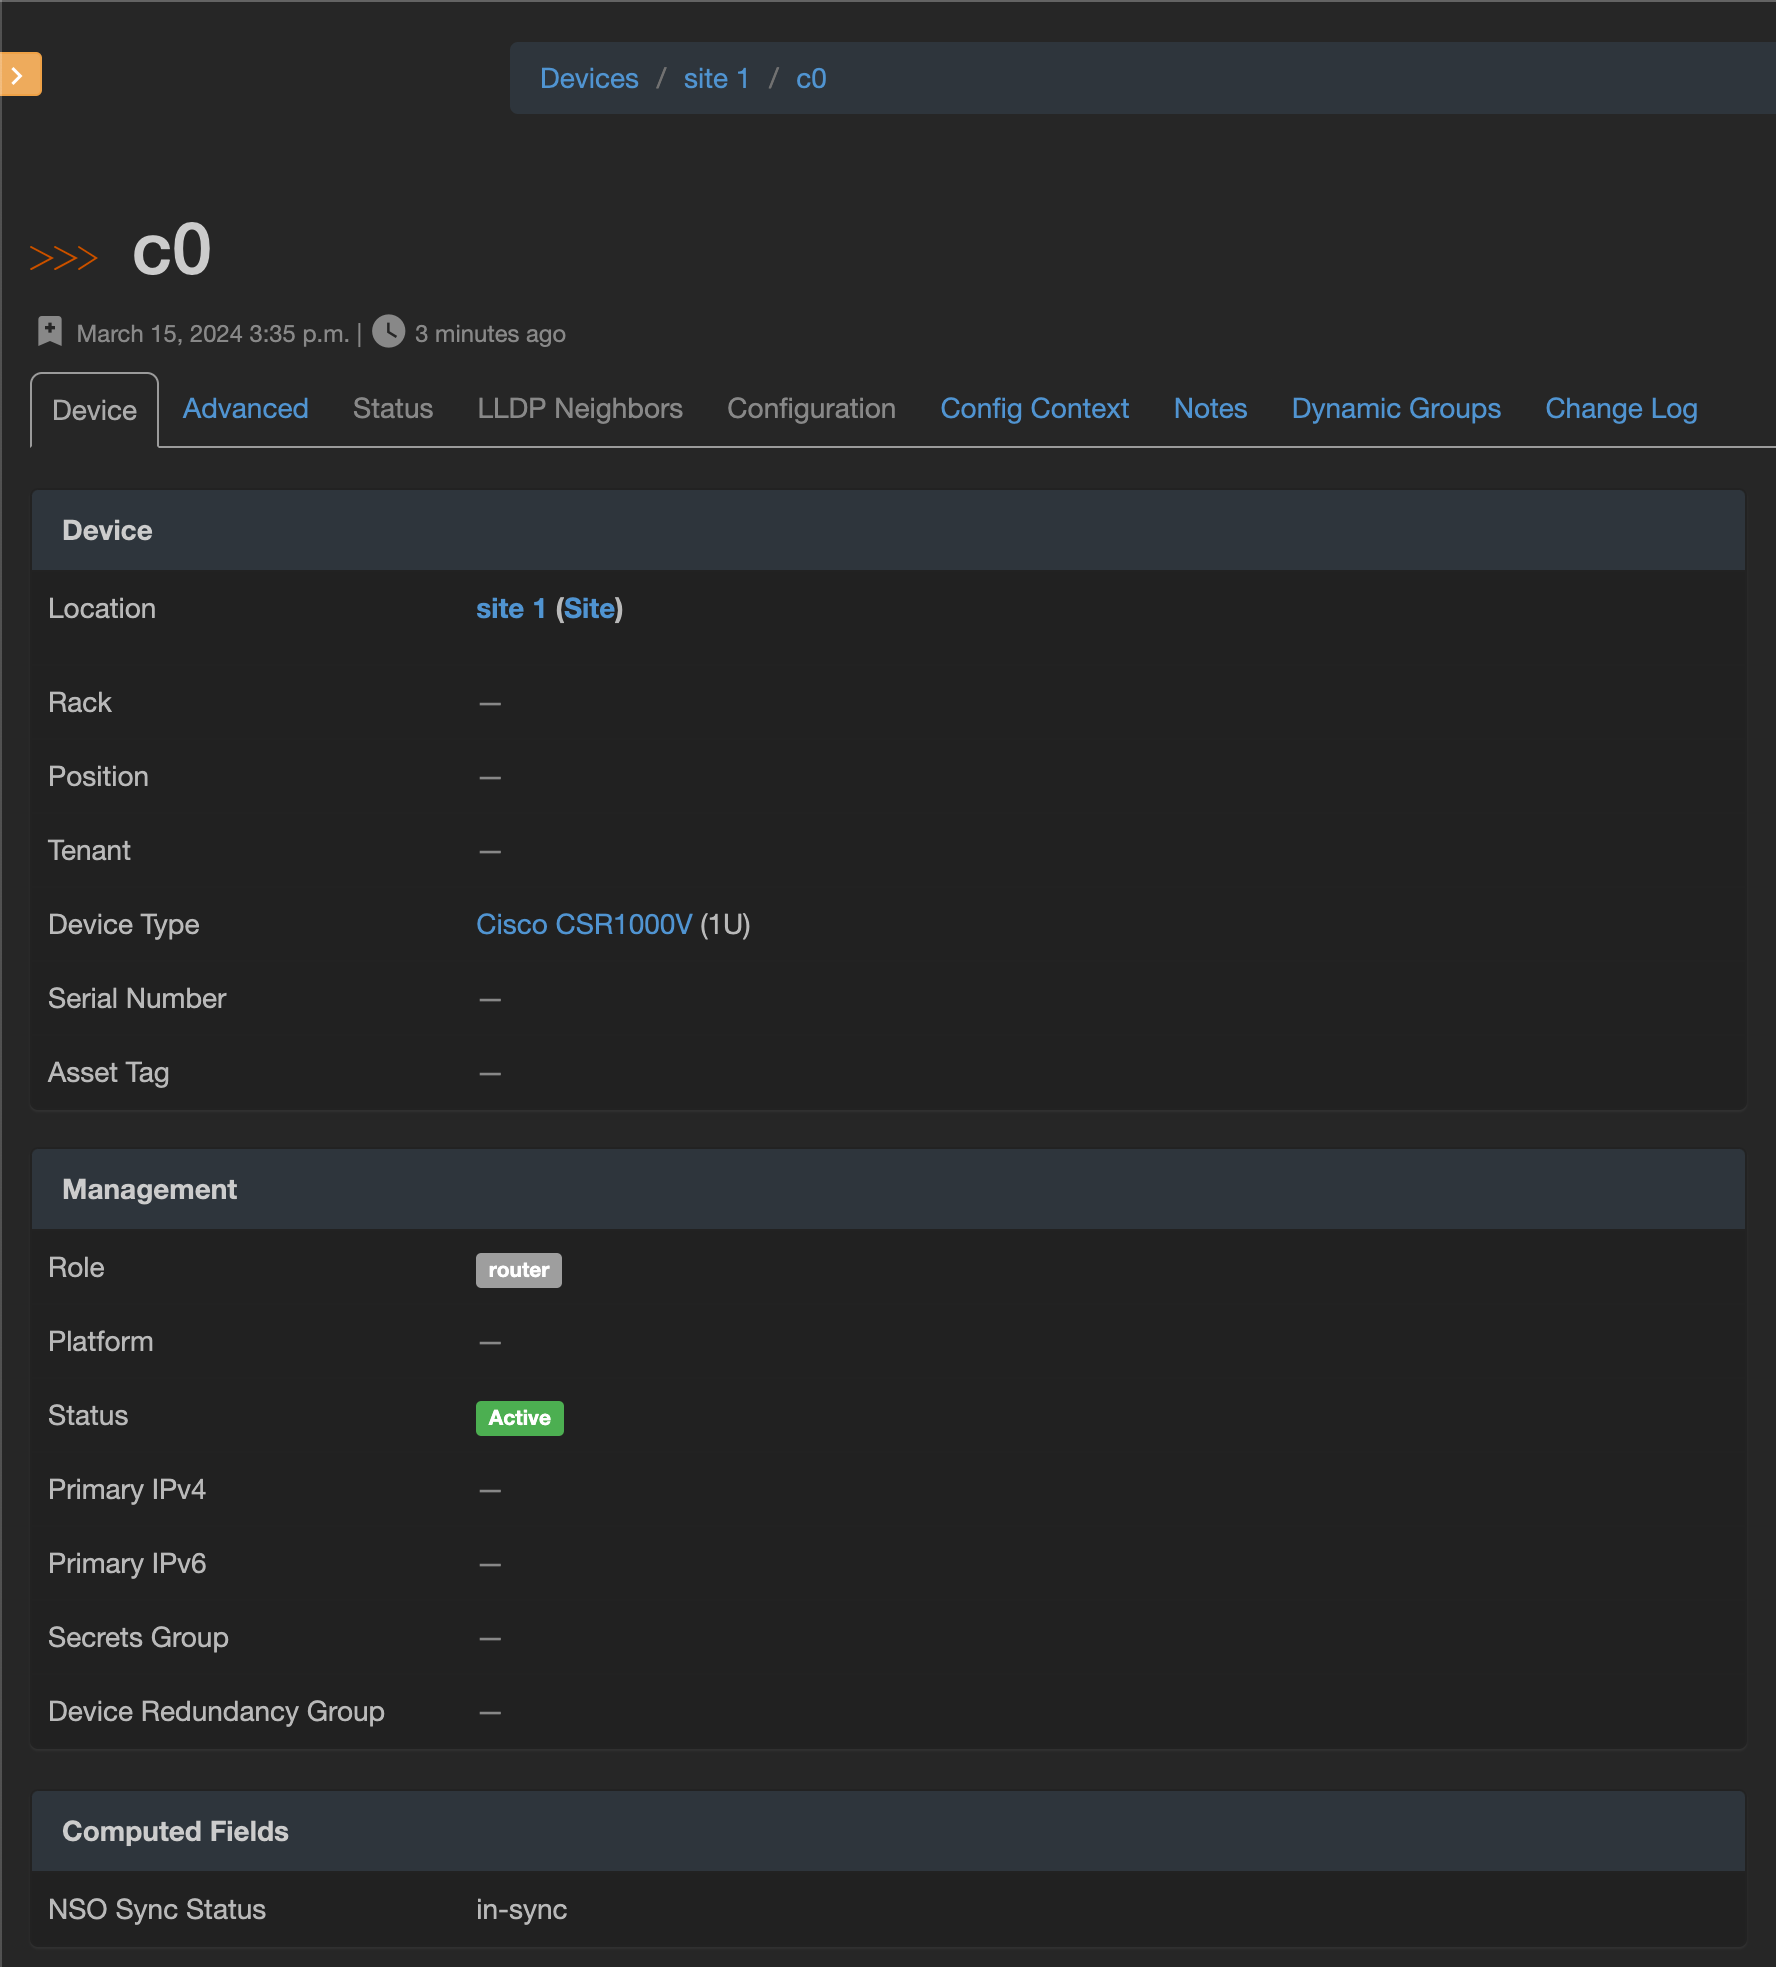 Devices / site 1 / c0
>>> c0
March 15, 2024 3:35 p.m. | 3 minutes ago
Device Advanced Status LLDP Neighbors Configuration Config Context Notes Dynamic Groups Change Log
Device
Location site 1 (Site)
Rack —
Position —
Tenant —
Device Type Cisco CSR1000V (1U)
Serial Number —
Asset Tag —
Management
Role router
Platform —
Status Active
Primary IPv4 —
Primary IPv6 —
Secrets Group —
Device Redundancy Group —
Computed Fields
NSO Sync Status in-sync